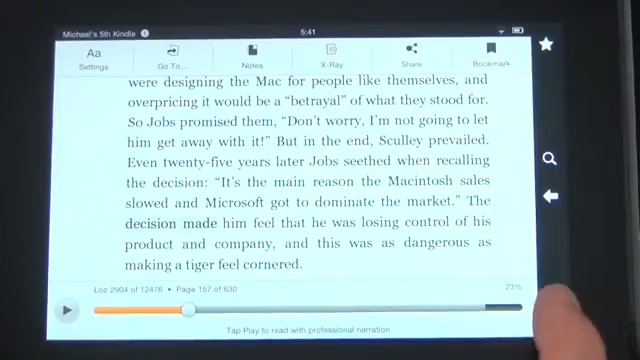 Michael's 5th Kindle 1 5:41
Aa
Settings Go To... Notes X-Ray Share Bookmark
were designing the Mac for people like themselves, and
overpricing it would be a “betrayal” of what they stood for.
So Jobs promised them, “Don't worry, I'm not going to let
him get away with it!” But in the end, Sculley prevailed.
Even twenty-five years later Jobs seethed when recalling
the decision: “It's the main reason the Macintosh sales
slowed and Microsoft got to dominate the market.” The
decision made him feel that he was losing control of his
product and company, and this was as dangerous as
making a tiger feel cornered.
Loc 2904 of 12476 • Page 157 of 630 23%
Tap Play to read with professional narration